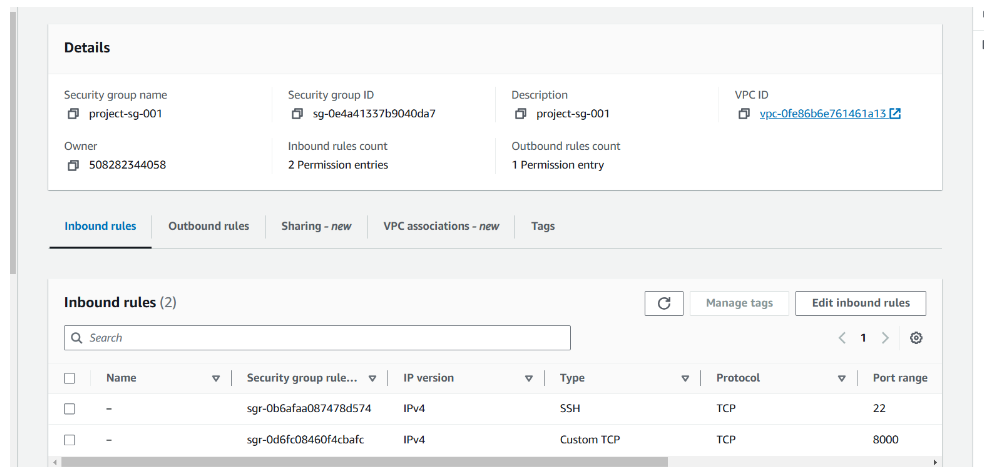 Details
Security group name
project-sg-001
Security group ID
sg-0e4a41337b9040da7
Description
project-sg-001
VPC ID
vpc-0fe86b6e761461a13
Owner
508282344058
Inbound rules count
2 Permission entries
Outbound rules count
1 Permission entry
Inbound rules Outbound rules Sharing - new VPC associations - new Tags
Inbound rules (2)
Manage tags
Edit inbound rules
Search
1
Name Security group rule... IP version Type Protocol Port range
– sgr-0b6afaa087478d574 IPv4 SSH TCP 22
– sgr-0d6fc08460f4cbafc IPv4 Custom TCP TCP 8000